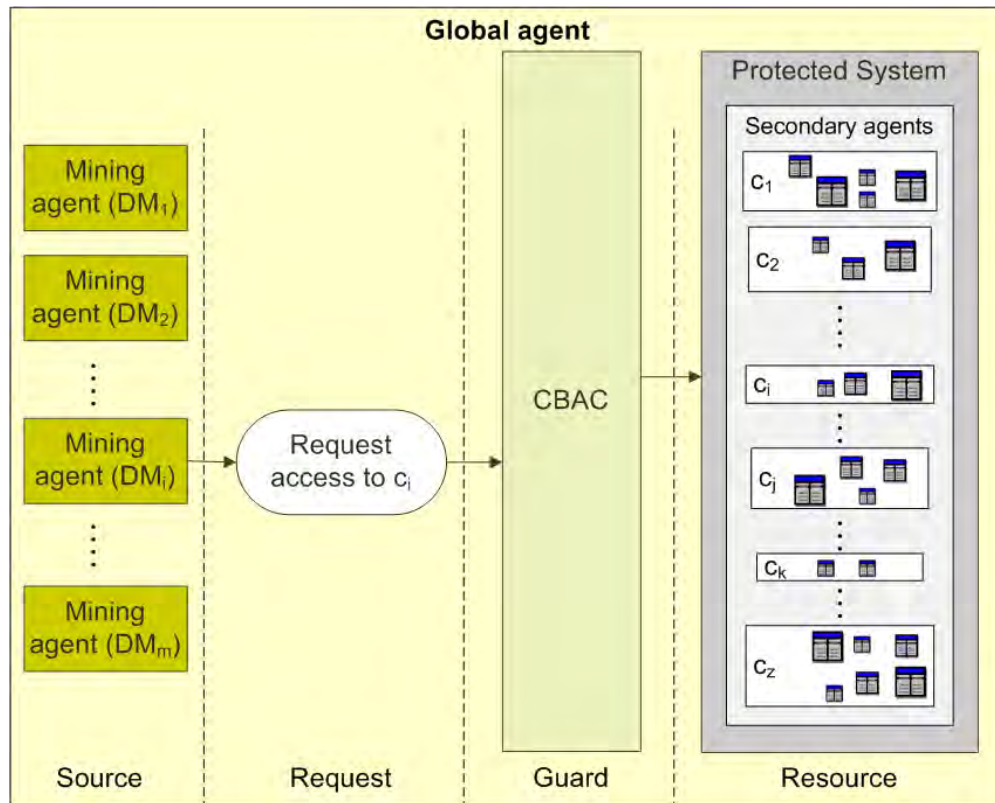 Global agent
Mining
agent (DM₁)
Mining
agent (DM₂)
Mining
agent (DMᵢ)
Mining
agent (DMₘ)
Request
access to cᵢ
CBAC
Protected System
Secondary agents
c₁
c₂
cᵢ
cⱼ
cₖ
c_z
Source
Request
Guard
Resource